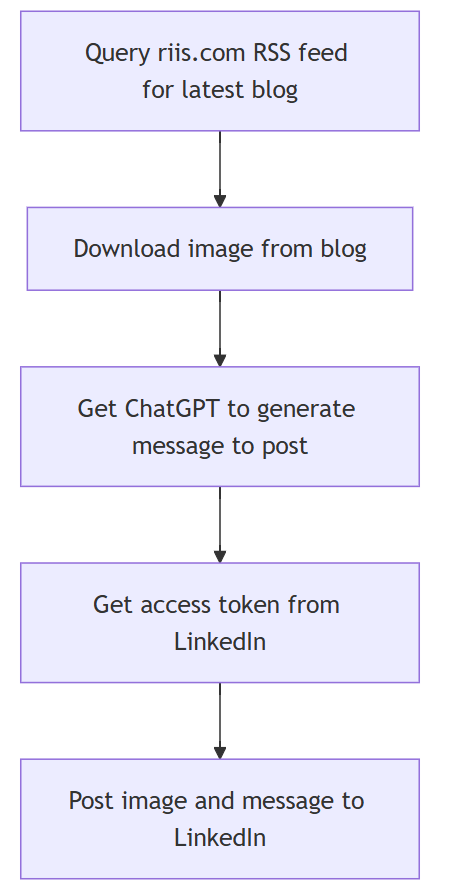 Query riis.com RSS feed
for latest blog
Download image from blog
Get ChatGPT to generate
message to post
Get access token from
LinkedIn
Post image and message to
LinkedIn